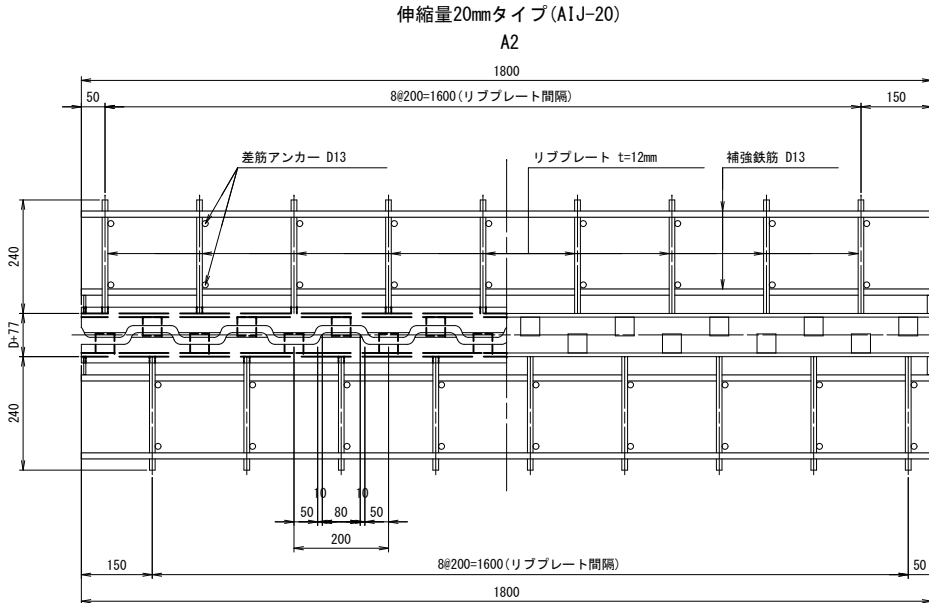 伸縮量20mmタイプ(AIJ-20)
A2
1800
50
8@200=1600(リブプレート間隔)
150
差筋アンカー D13
リブプレート t=12mm
補強鉄筋 D13
240
D+77
240
10
10
50
80
50
200
150
8@200=1600(リブプレート間隔)
50
1800